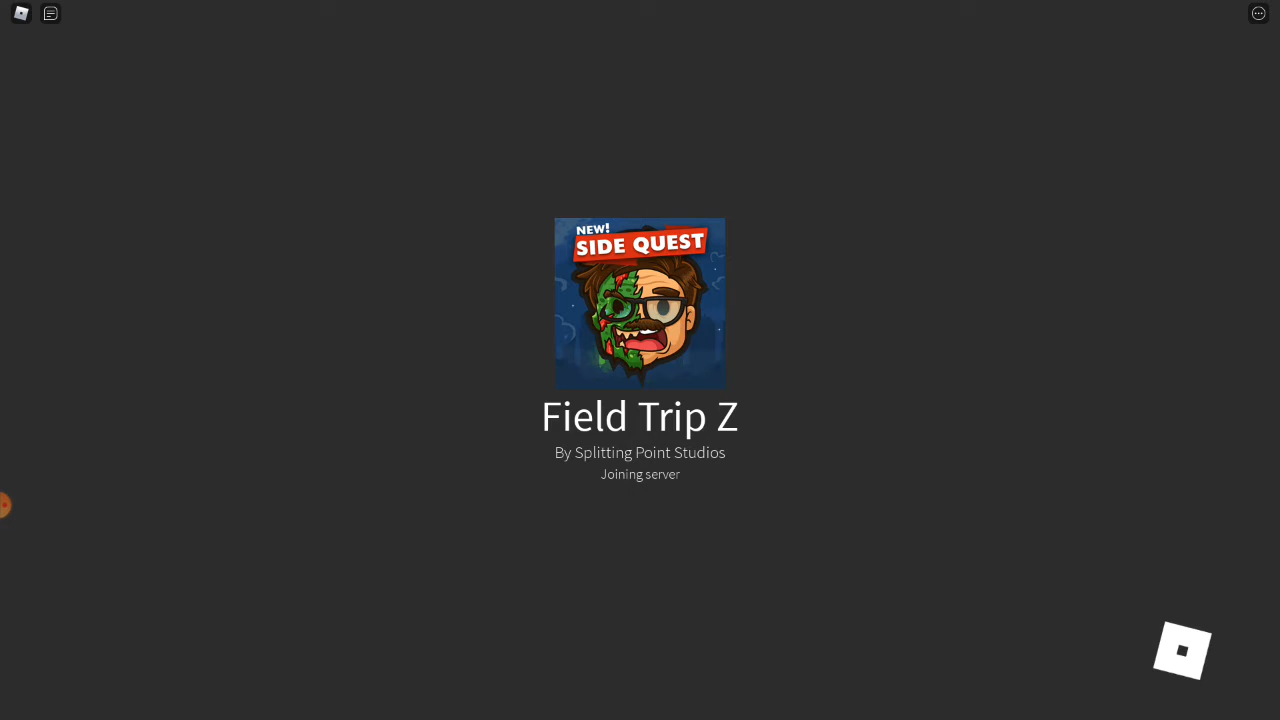 NEW!
SIDE QUEST
Field Trip Z
By Splitting Point Studios
Joining server